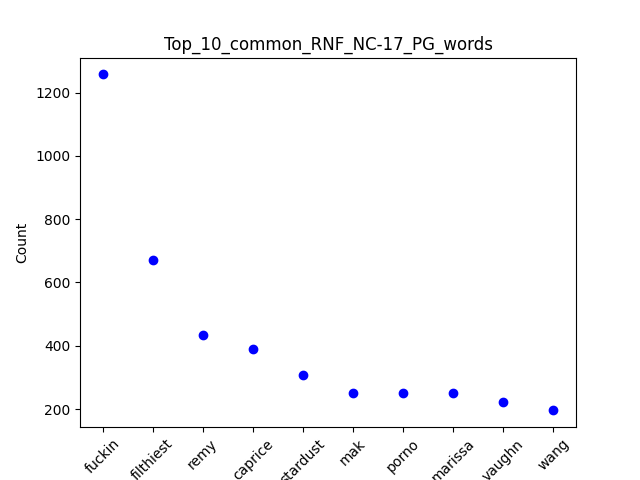 Top_10_common_RNF_NC-17_PG_words
1200
1000
800
600
400
200
Count
fuckin
filthiest
remy
caprice
stardust
mak
porno
marissa
vaughn
wang